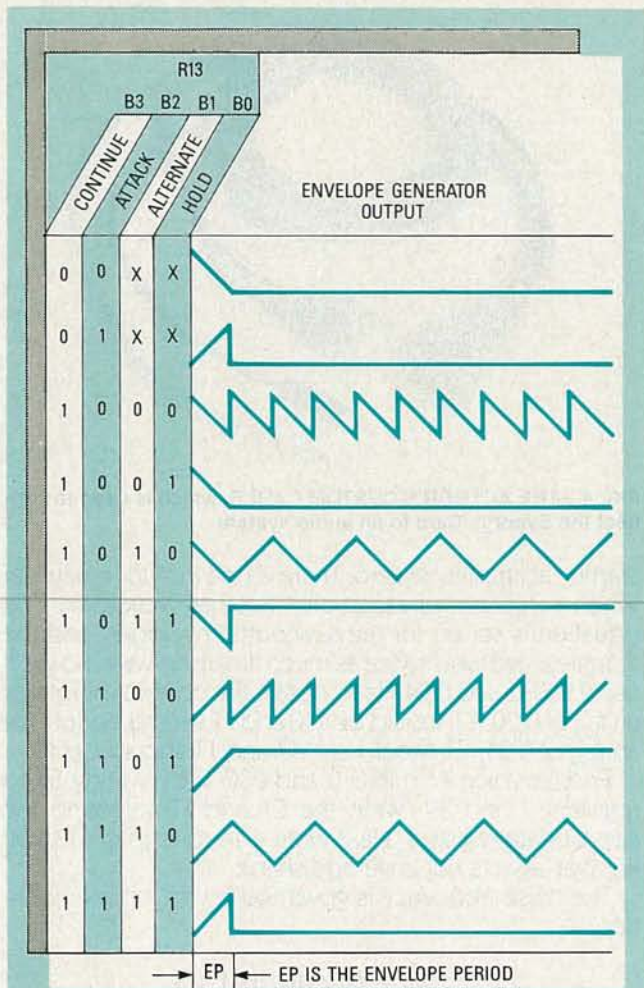 R13
B3 B2 B1 B0
CONTINUE
ATTACK
ALTERNATE
HOLD
ENVELOPE GENERATOR
OUTPUT
0 0 X X
0 1 X X
1 0 0 0
1 0 0 1
1 0 1 0
1 0 1 1
1 1 0 0
1 1 0 1
1 1 1 0
1 1 1 1
EP EP IS THE ENVELOPE PERIOD